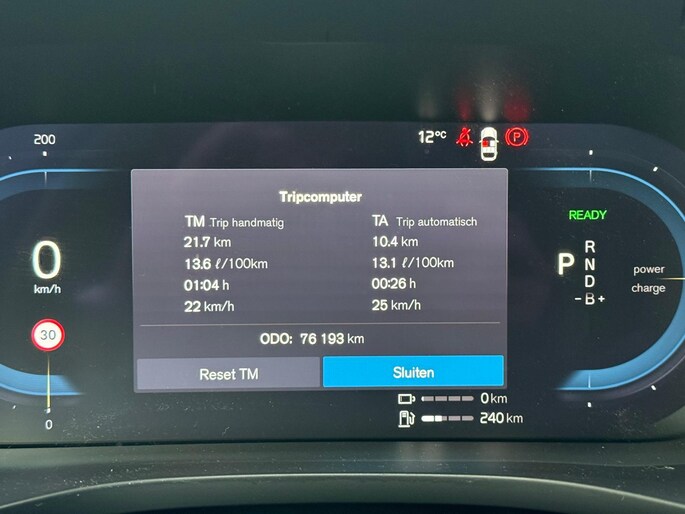 200
12°C
P
Tripcomputer
TM Trip handmatig TA Trip automatisch
21.7 km 10.4 km
13.6 ℓ/100km 13.1 ℓ/100km
01:04 h 00:26 h
22 km/h 25 km/h
ODO: 76 193 km
Reset TM Sluiten
0
km/h
30
0
READY
R
P N
D
-B+
power
charge
0 km
240 km